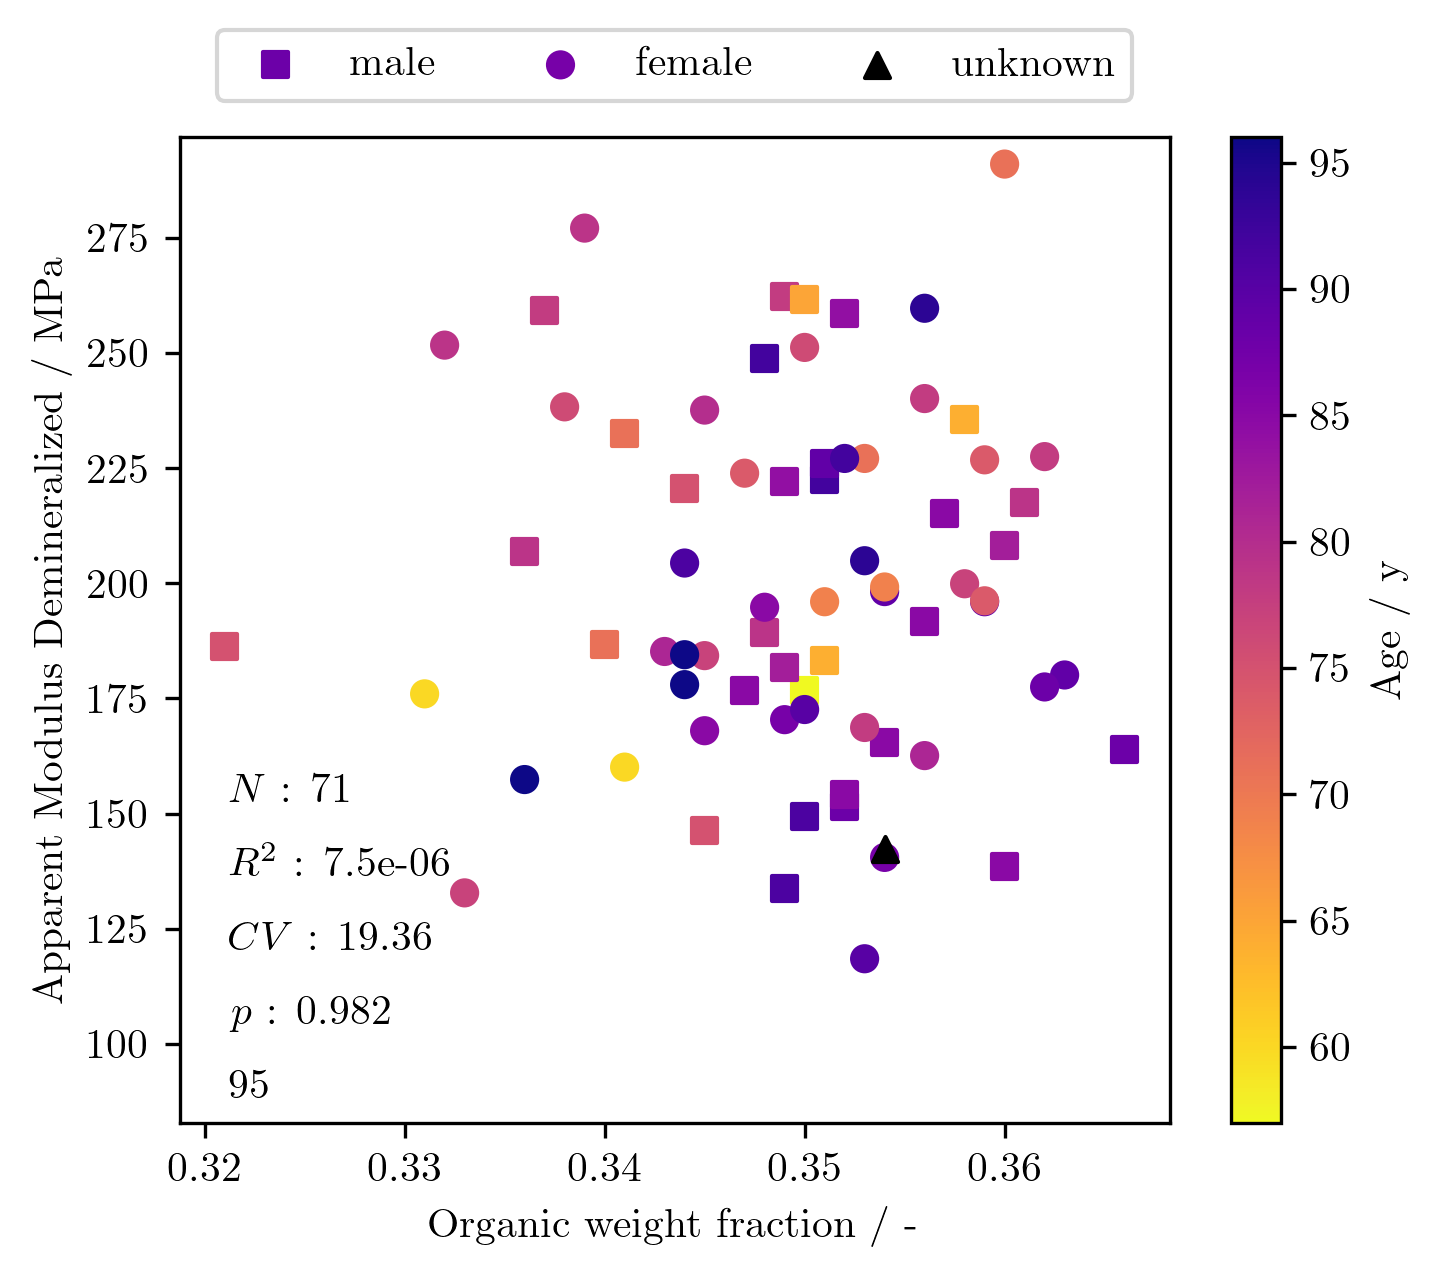 male female unknown
275
250
225
200
175
150
125
100
Apparent Modulus Demineralized / MPa
N : 71
R² : 7.5e-06
CV : 19.36
p : 0.982
95
0.32 0.33 0.34 0.35 0.36
Organic weight fraction / -
95
90
85
80
75
70
65
60
Age / y